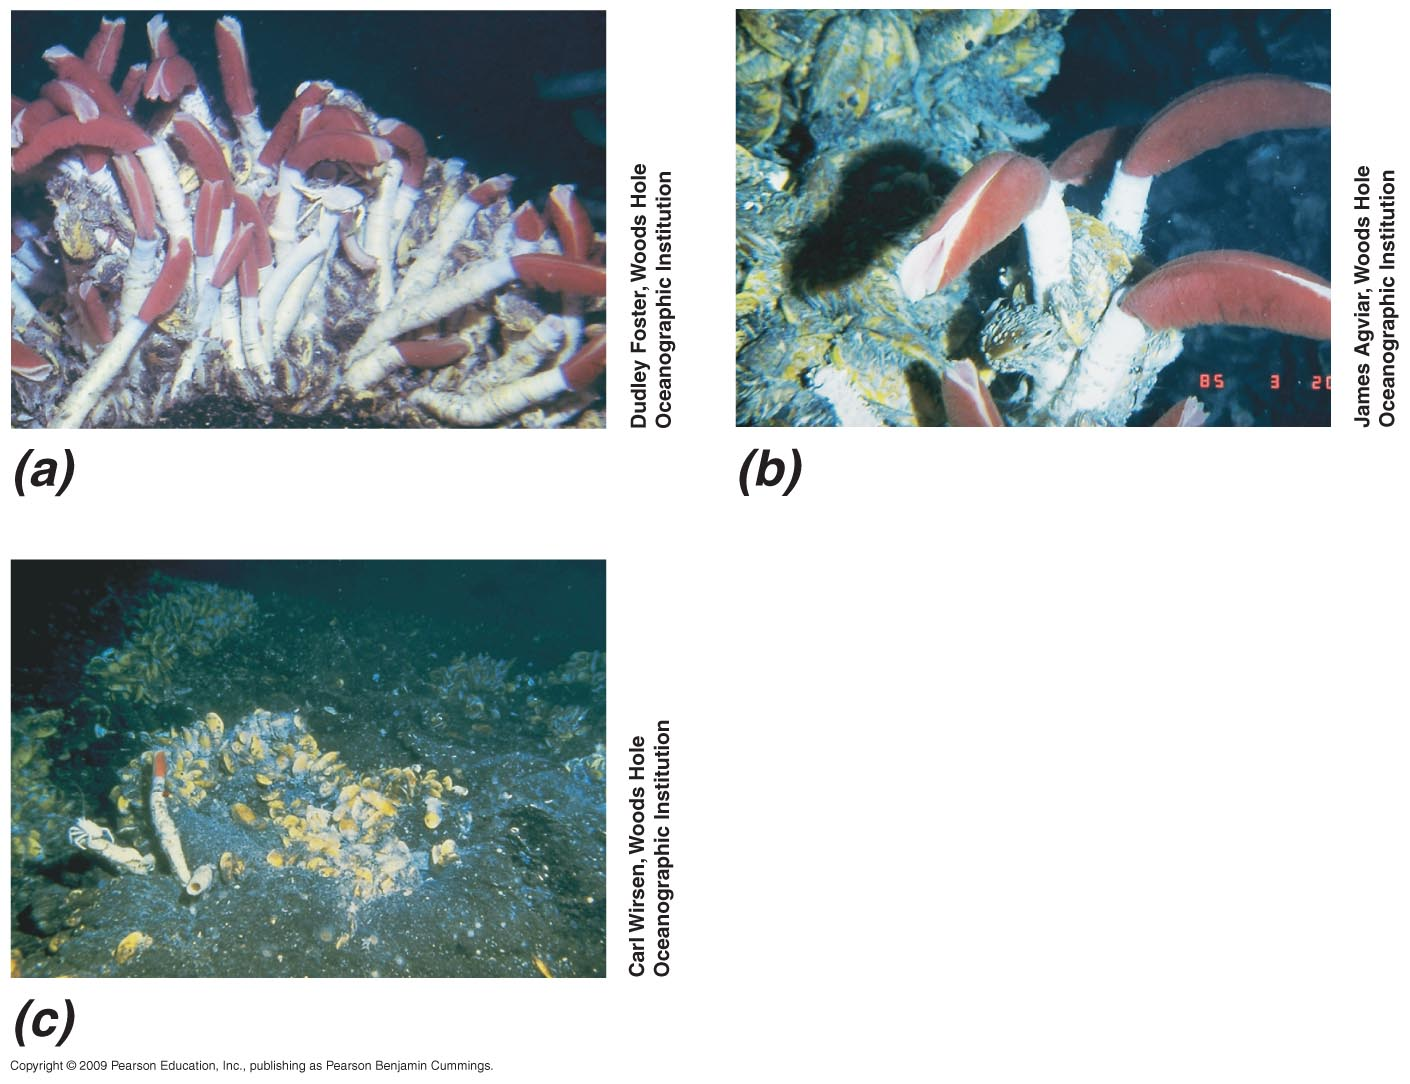 Dudley Foster, Woods Hole
Oceanographic Institution
(a)
James Agviar, Woods Hole
Oceanographic Institution
85 3 20
(b)
Carl Wirsen, Woods Hole
Oceanographic Institution
(c)
Copyright © 2009 Pearson Education, Inc., publishing as Pearson Benjamin Cummings.